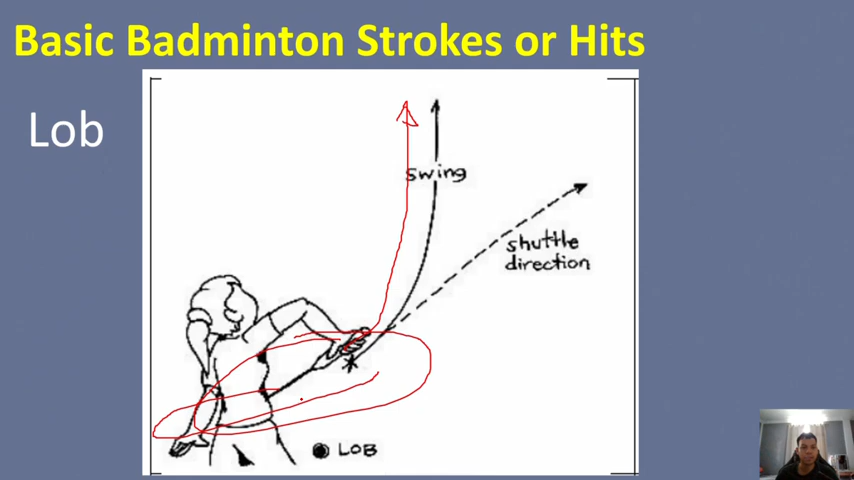 Basic Badminton Strokes or Hits
Lob
swing
shuttle
direction
LOB